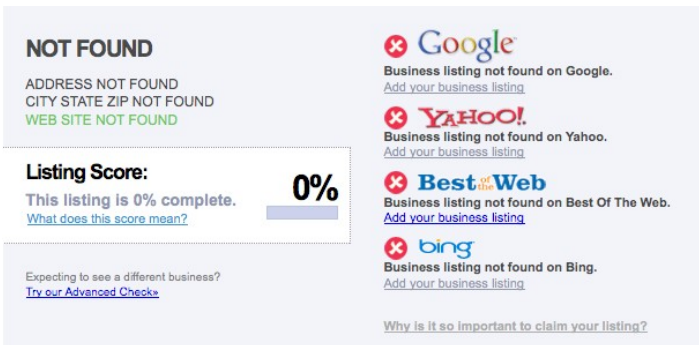 NOT FOUND
ADDRESS NOT FOUND
CITY STATE ZIP NOT FOUND
WEB SITE NOT FOUND
Listing Score:
This listing is 0% complete.
What does this score mean?
0%
Expecting to see a different business?
Try our Advanced Check»
Google
Business listing not found on Google.
Add your business listing
YAHOO!
Business listing not found on Yahoo.
Add your business listing
Best of the Web
Business listing not found on Best Of The Web.
Add your business listing
bing
Business listing not found on Bing.
Add your business listing
Why is it so important to claim your listing?